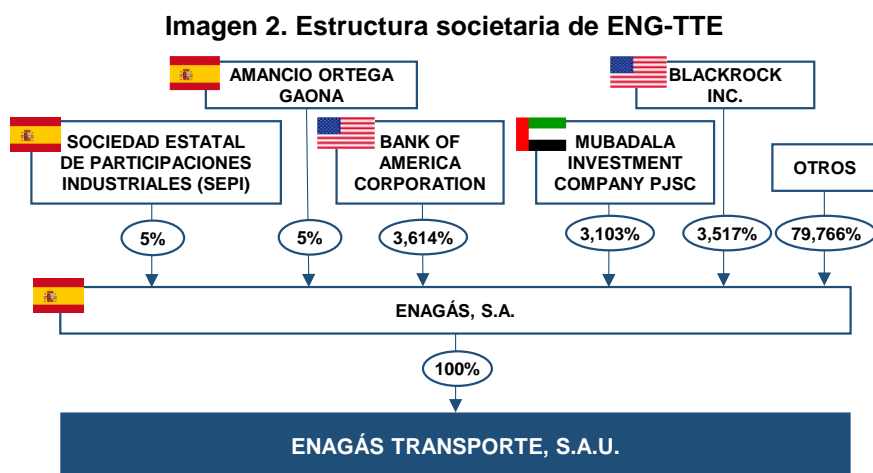 Imagen 2. Estructura societaria de ENG-TTE
AMANCIO ORTEGA
GAONA
BLACKROCK
INC.
SOCIEDAD ESTATAL
DE PARTICIPACIONES
INDUSTRIALES (SEPI)
BANK OF
AMERICA
CORPORATION
MUBADALA
INVESTMENT
COMPANY PJSC
OTROS
5%
5%
3,614%
3,103%
3,517%
79,766%
ENAGÁS, S.A.
100%
ENAGÁS TRANSPORTE, S.A.U.